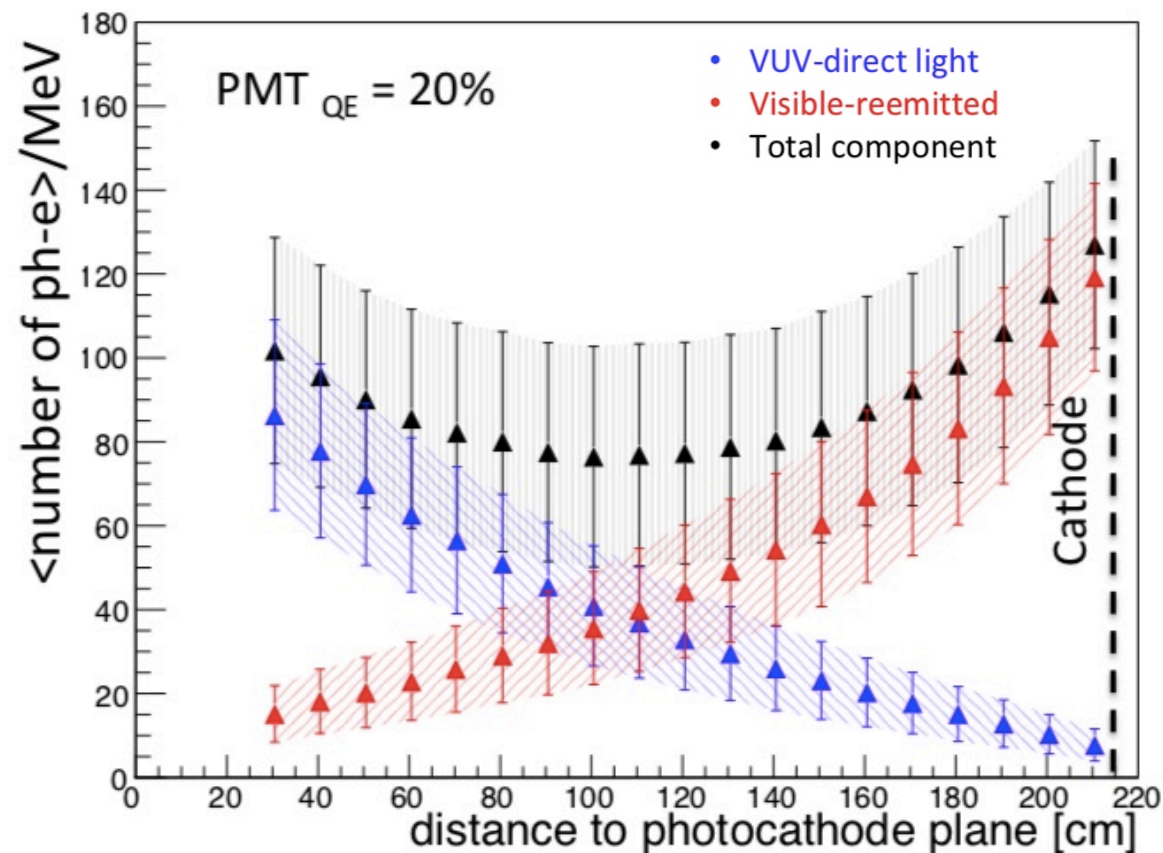 <number of ph-e>/MeV
180
160
140
120
100
80
60
40
20
0
PMT QE = 20%
VUV-direct light
Visible-reemitted
Total component
Cathode
0 20 40 60 80 100 120 140 160 180 200 220
distance to photocathode plane [cm]